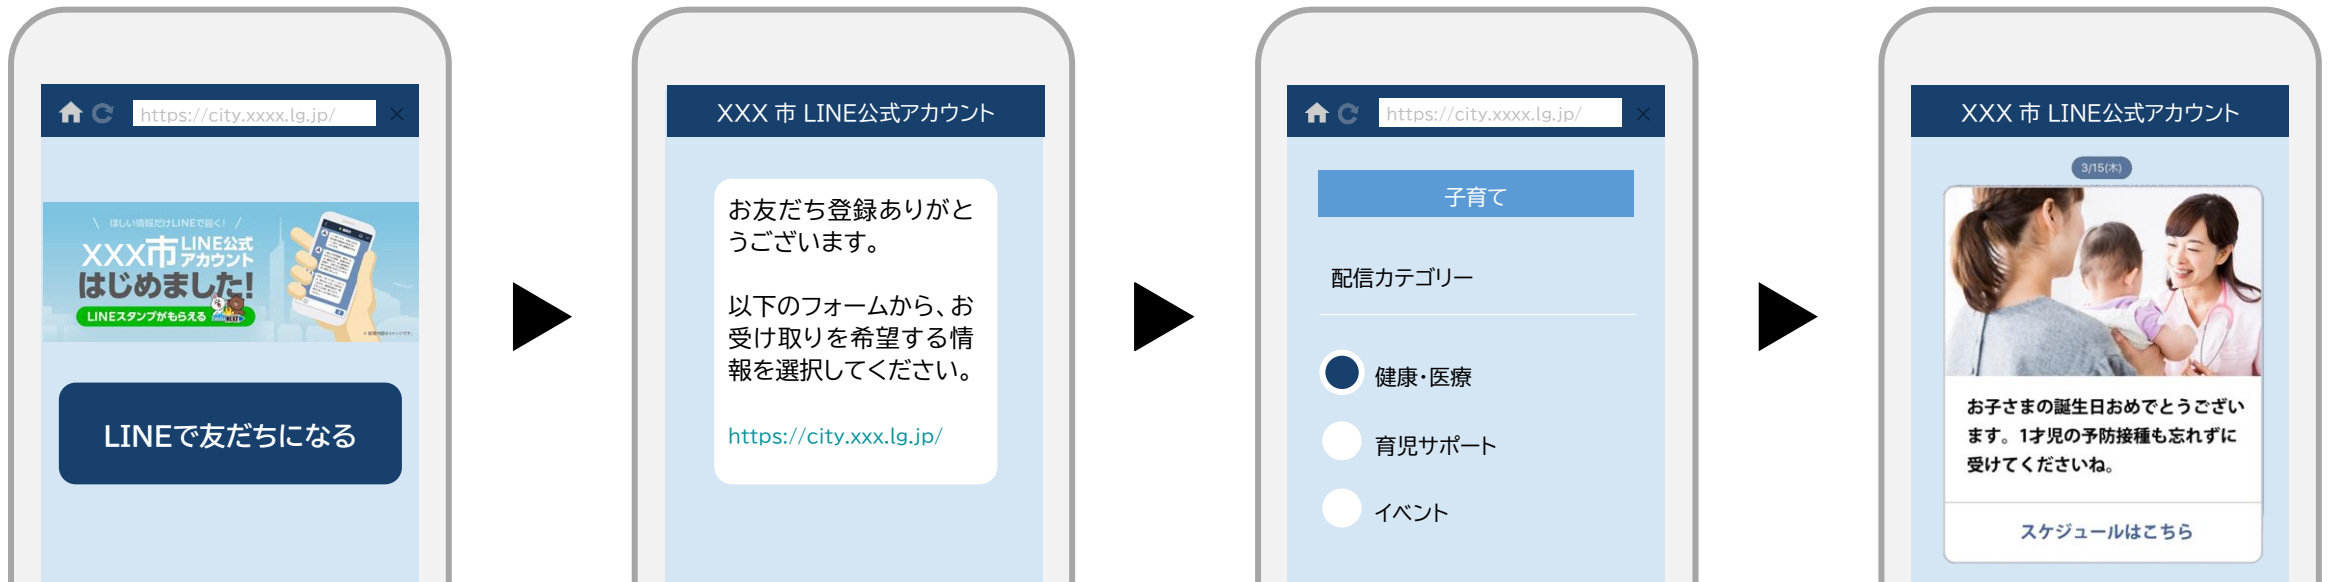 https://city.xxxx.lg.jp/
×
\ ほしい情報だけLINEで届く! /
XXX市LINE公式アカウント
はじめました!
LINEスタンプがもらえる
LINEで友だちになる
XXX 市 LINE公式アカウント
お友だち登録ありがと
うございます。
以下のフォームから、お
受け取りを希望する情
報を選択してください。
https://city.xxx.lg.jp/
https://city.xxxx.lg.jp/
×
子育て
配信カテゴリー
健康・医療
育児サポート
イベント
XXX 市 LINE公式アカウント
3/15(木)
お子さまの誕生日おめでとうござい
ます。1才児の予防接種も忘れずに
受けてくださいね。
スケジュールはこちら